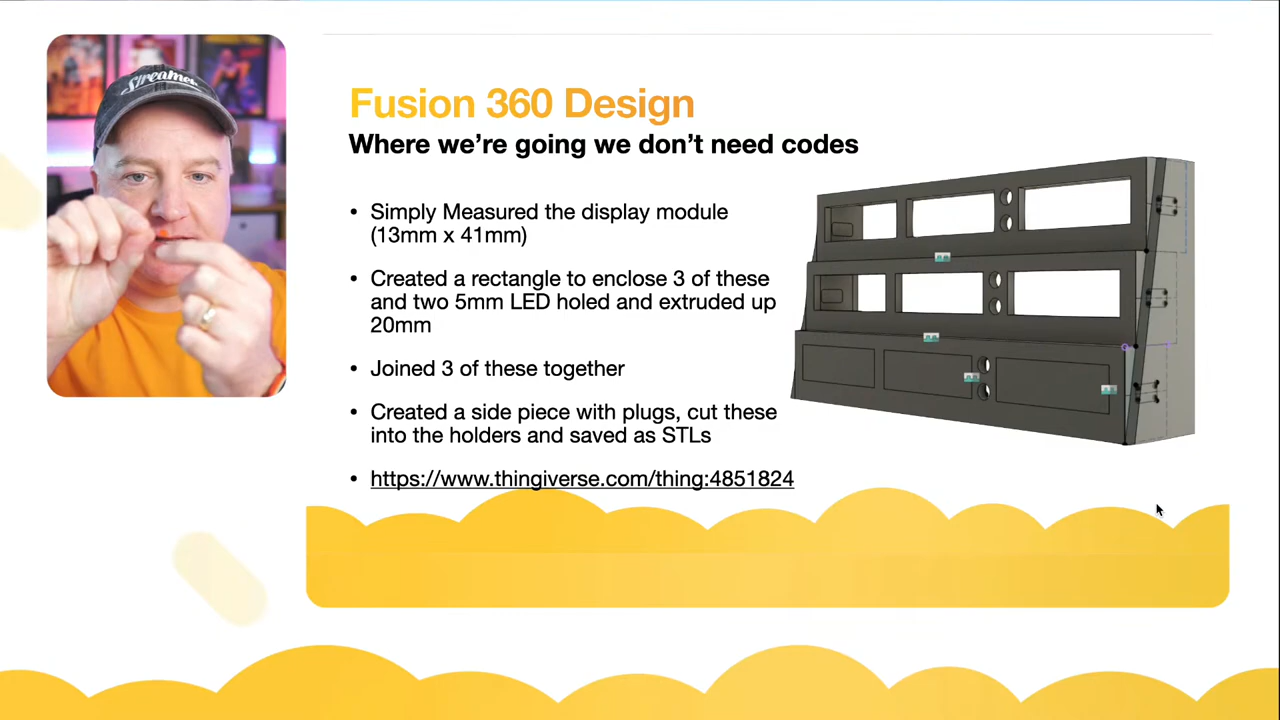 Streamer
Fusion 360 Design
Where we're going we don't need codes
• Simply Measured the display module
(13mm x 41mm)
• Created a rectangle to enclose 3 of these
and two 5mm LED holed and extruded up
20mm
• Joined 3 of these together
• Created a side piece with plugs, cut these
into the holders and saved as STLs
• https://www.thingiverse.com/thing:4851824